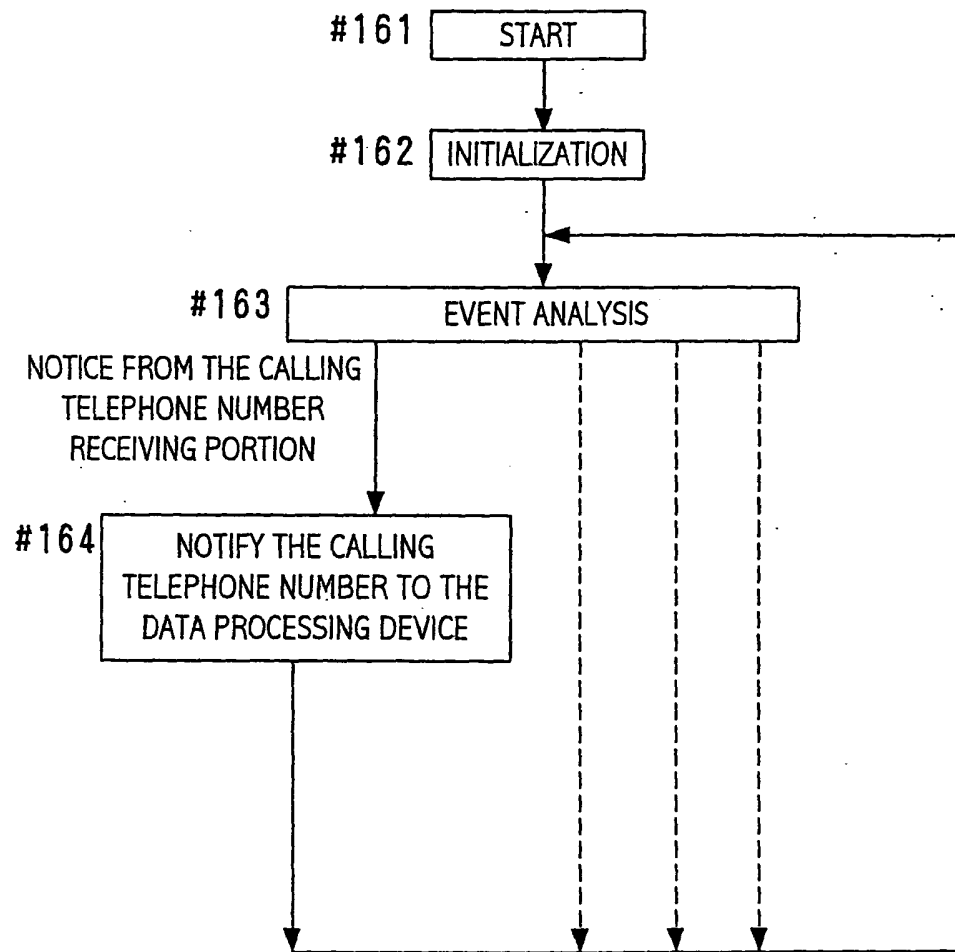 #161 START
#162 INITIALIZATION
#163 EVENT ANALYSIS
NOTICE FROM THE CALLING
TELEPHONE NUMBER
RECEIVING PORTION
#164 NOTIFY THE CALLING
TELEPHONE NUMBER TO THE
DATA PROCESSING DEVICE